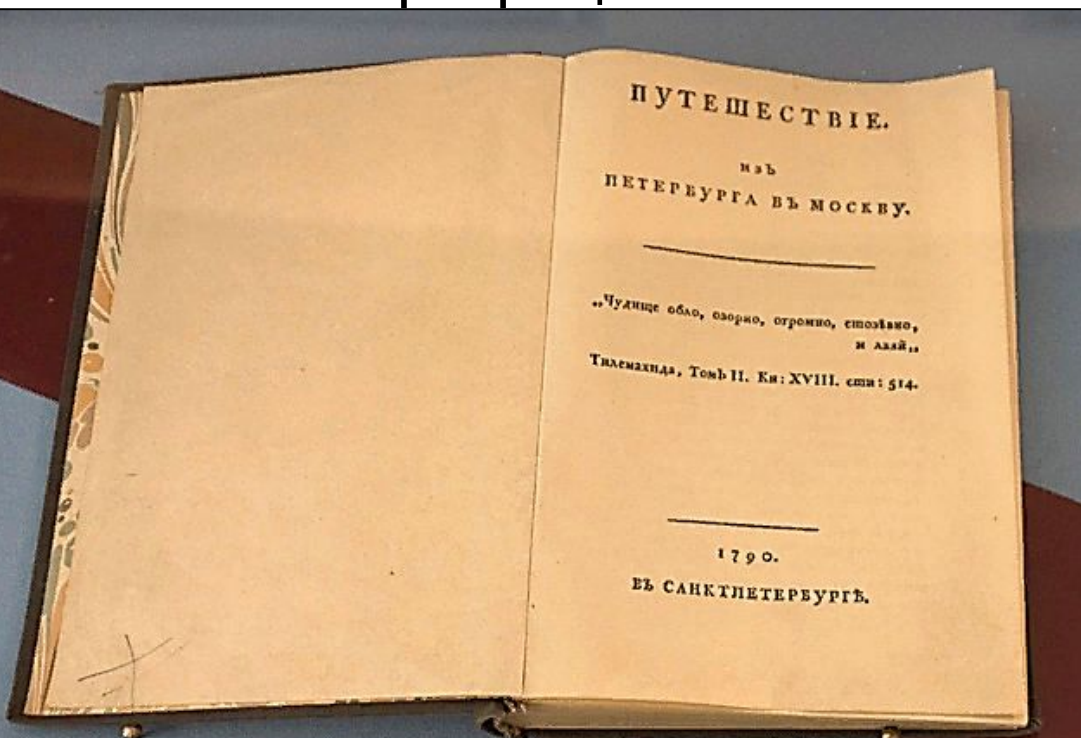 ПУТЕШЕСТВІЕ.
изъ
ПЕТЕРБУРГА ВЪ МОСКВУ.
„Чудище обло, озорно, огромно, стозѣвно,
и лаяй„
Тилемахида, Томъ II. Кн: XVIII. сти: 514.
1790.
ВЪ САНКТПЕТЕРБУРГѢ.